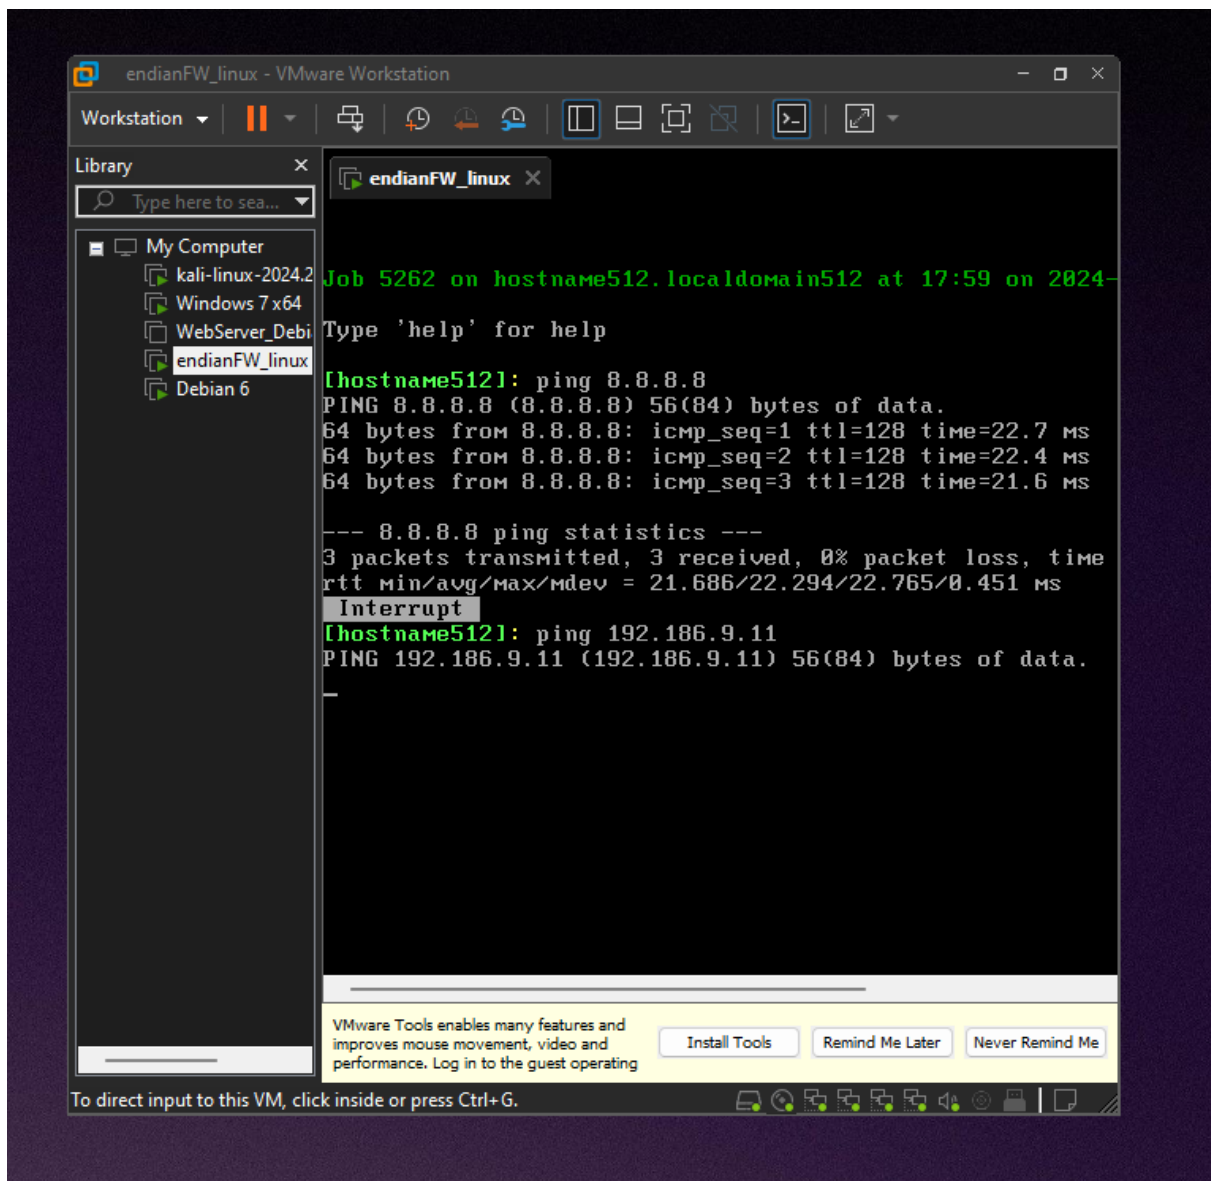 endianFW_linux - VMware Workstation
Workstation
Library
Type here to sea...
My Computer
kali-linux-2024.2
Windows 7 x64
WebServer_Debi
endianFW_linux
Debian 6
endianFW_linux
Job 5262 on hostname512.localdomain512 at 17:59 on 2024-
Type 'help' for help
[hostname512]: ping 8.8.8.8
PING 8.8.8.8 (8.8.8.8) 56(84) bytes of data.
64 bytes from 8.8.8.8: icmp_seq=1 ttl=128 time=22.7 ms
64 bytes from 8.8.8.8: icmp_seq=2 ttl=128 time=22.4 ms
64 bytes from 8.8.8.8: icmp_seq=3 ttl=128 time=21.6 ms
--- 8.8.8.8 ping statistics ---
3 packets transmitted, 3 received, 0% packet loss, time
rtt min/avg/max/mdev = 21.686/22.294/22.765/0.451 ms
Interrupt
[hostname512]: ping 192.186.9.11
PING 192.186.9.11 (192.186.9.11) 56(84) bytes of data.
VMware Tools enables many features and
improves mouse movement, video and
performance. Log in to the guest operating
Install Tools
Remind Me Later
Never Remind Me
To direct input to this VM, click inside or press Ctrl+G.